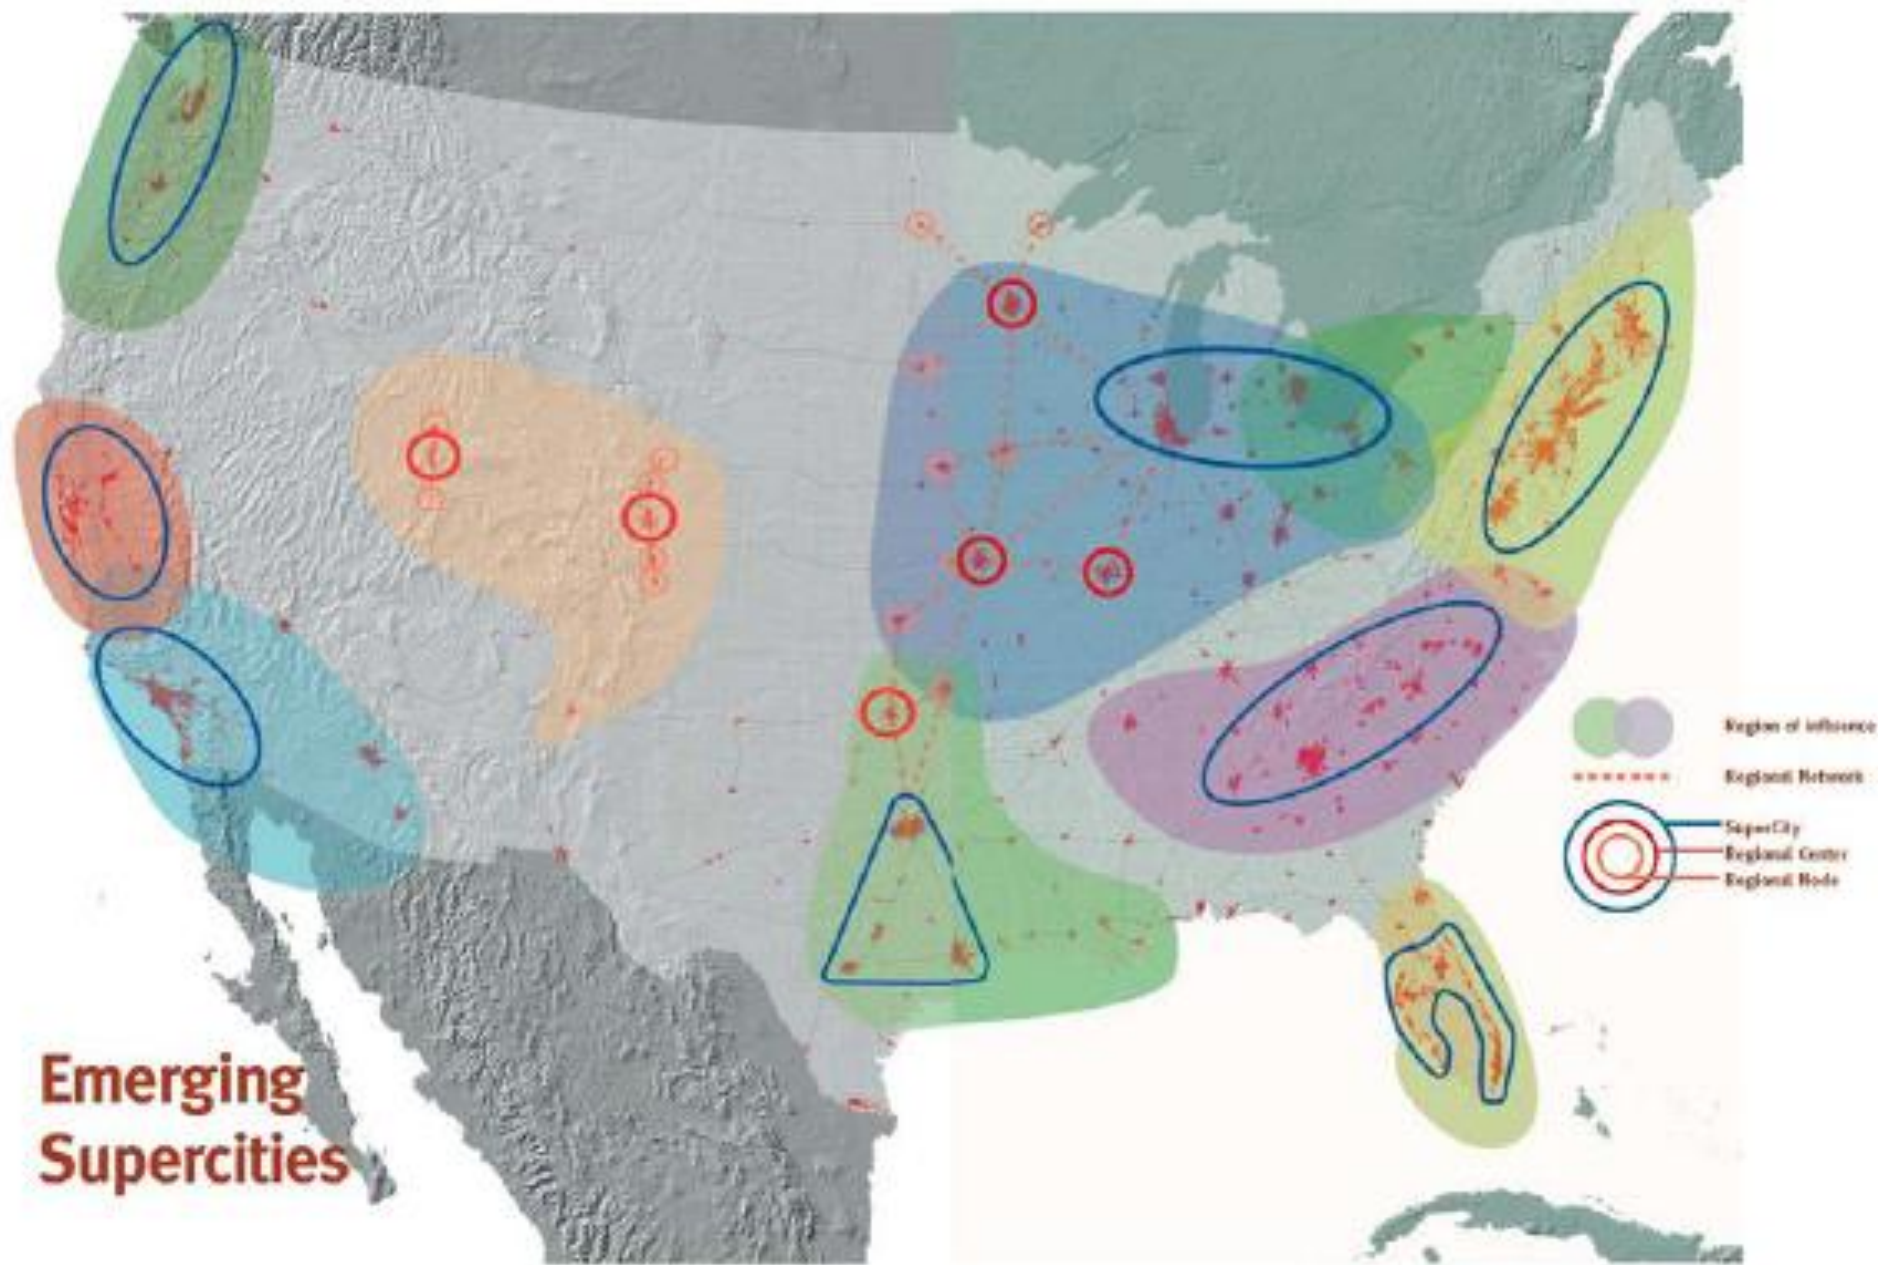 Emerging
Supercities
Region of influence
Regional Network
SuperCity
Regional Center
Regional Node